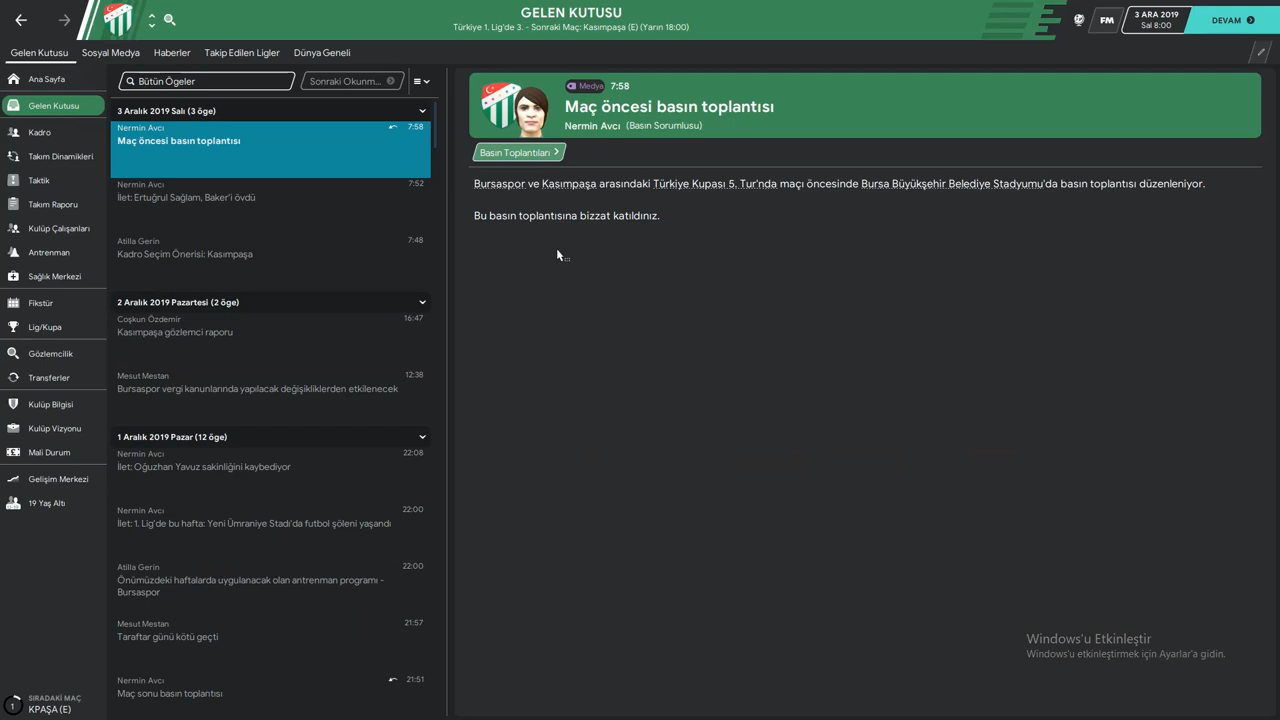 GELEN KUTUSU
Türkiye 1. Lig'de 3. - Sonraki Maç: Kasımpaşa (E) (Yarın 18:00)
FM
3 ARA 2019
Sal 8:00
DEVAM
Gelen Kutusu
Sosyal Medya
Haberler
Takip Edilen Ligler
Dünya Geneli
Ana Sayfa
Gelen Kutusu
Kadro
Takım Dinamikleri
Taktik
Takım Raporu
Kulüp Çalışanları
Antrenman
Sağlık Merkezi
Fikstür
Lig/Kupa
Gözlemcilik
Transferler
Kulüp Bilgisi
Kulüp Vizyonu
Mali Durum
Gelişim Merkezi
19 Yaş Altı
1
SIRADAKİ MAÇ
KPAŞA (E)
Bütün Ögeler
Sonraki Okunm...
3 Aralık 2019 Salı (3 öge)
Nermin Avcı 7:58
Maç öncesi basın toplantısı
Nermin Avcı 7:52
İlet: Ertuğrul Sağlam, Baker'i övdü
Atilla Gerin 7:48
Kadro Seçim Önerisi: Kasımpaşa
2 Aralık 2019 Pazartesi (2 öge)
Coşkun Özdemir 16:47
Kasımpaşa gözlemci raporu
Mesut Mestan 12:38
Bursaspor vergi kanunlarında yapılacak değişikliklerden etkilenecek
1 Aralık 2019 Pazar (12 öge)
Nermin Avcı 22:08
İlet: Oğuzhan Yavuz sakinliğini kaybediyor
Nermin Avcı 22:00
İlet: 1. Lig'de bu hafta: Yeni Ümraniye Stadı'da futbol şöleni yaşandı
Atilla Gerin 22:00
Önümüzdeki haftalarda uygulanacak olan antrenman programı -
Bursaspor
Mesut Mestan 21:57
Taraftar günü kötü geçti
Nermin Avcı 21:51
Maç sonu basın toplantısı
Medya 7:58
Maç öncesi basın toplantısı
Nermin Avcı (Basın Sorumlusu)
Basın Toplantıları
Bursaspor ve Kasımpaşa arasındaki Türkiye Kupası 5. Tur'nda maçı öncesinde Bursa Büyükşehir Belediye Stadyumu'da basın toplantısı düzenleniyor.
Bu basın toplantısına bizzat katıldınız.
Windows'u Etkinleştir
Windows'u etkinleştirmek için Ayarlar'a gidin.